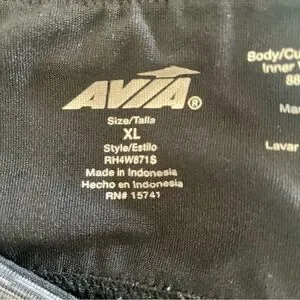 AVIA®
Size/Talla
XL
Style/Estilo
RH4W871S
Made in Indonesia
Hecho en Indonesia
RN# 15741
Body/Cu
Inner
88
Ma
Lavar